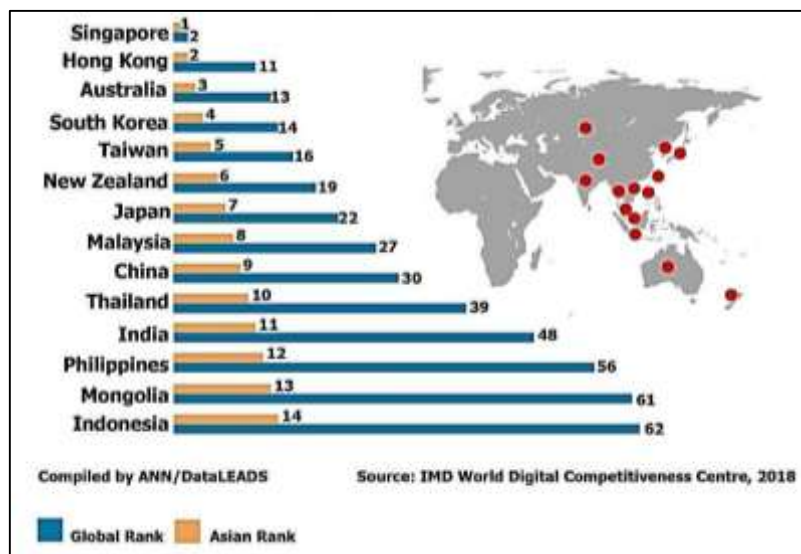 1
Singapore 2
2
Hong Kong 11
3
Australia 13
4
South Korea 14
5
Taiwan 16
6
New Zealand 19
7
Japan 22
8
Malaysia 27
9
China 30
10
Thailand 39
11
India 48
12
Philippines 56
13
Mongolia 61
14
Indonesia 62
Compiled by ANN/DataLEADS Source: IMD World Digital Competitiveness Centre, 2018
Global Rank Asian Rank